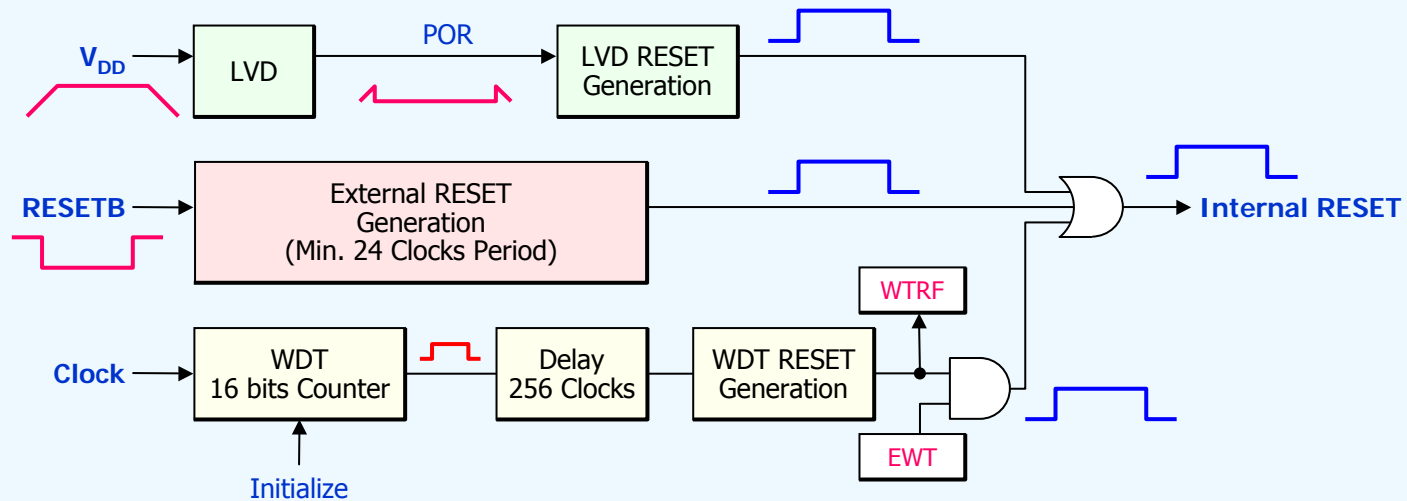 POR
V_DD
LVD
LVD RESET
Generation
RESETB
External RESET
Generation
(Min. 24 Clocks Period)
Internal RESET
WTRF
Clock
WDT
16 bits Counter
Delay
256 Clocks
WDT RESET
Generation
EWT
Initialize